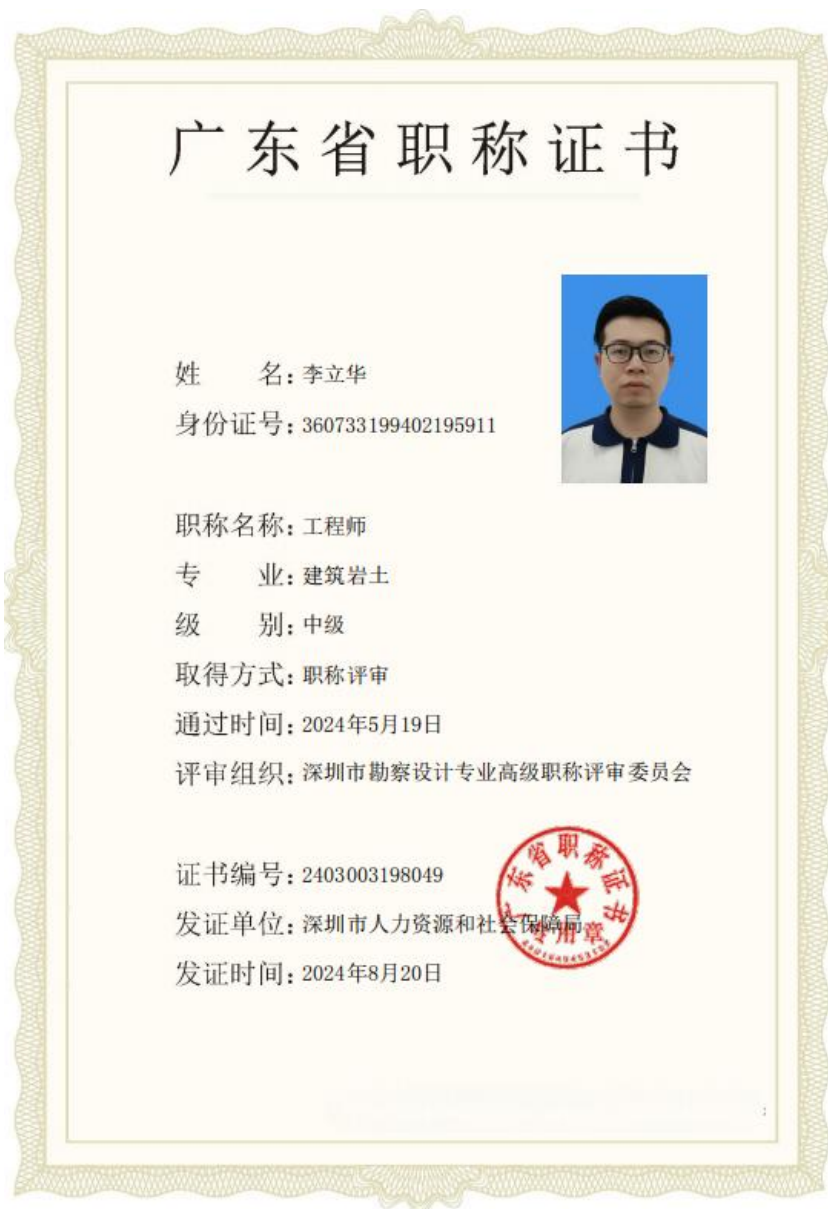 广东省职称证书
姓 名：李立华
身份证号：360733199402195911
职称名称：工程师
专 业：建筑岩土
级 别：中级
取得方式：职称评审
通过时间：2024年5月19日
评审组织：深圳市勘察设计专业高级职称评审委员会
证书编号：2403003198049
发证单位：深圳市人力资源和社会保障局
发证时间：2024年8月20日
广东省职称证书
专用章